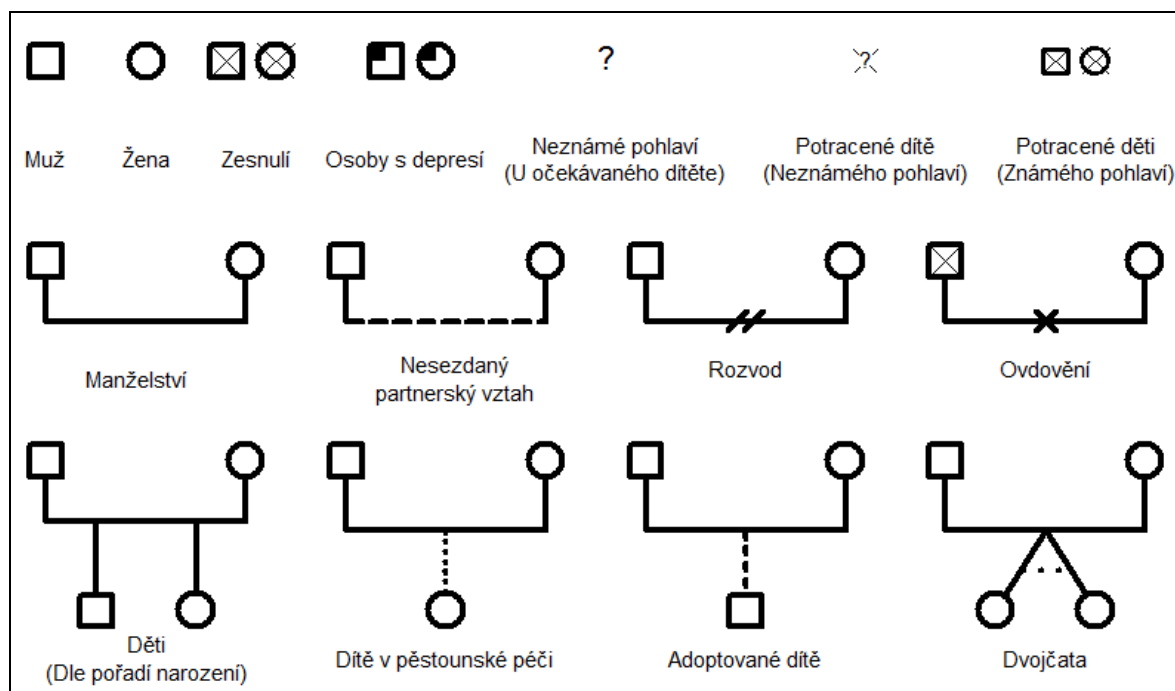 ?
?
Muž
Žena
Zesnulí
Osoby s depresí
Neznámé pohlaví
(U očekávaného dítěte)
Potracené dítě
(Neznámého pohlaví)
Potracené děti
(Známého pohlaví)
Manželství
Nesezdaný
partnerský vztah
Rozvod
Ovdovění
Děti
(Dle pořadí narození)
Dítě v pěstounské péči
Adoptované dítě
Dvojčata